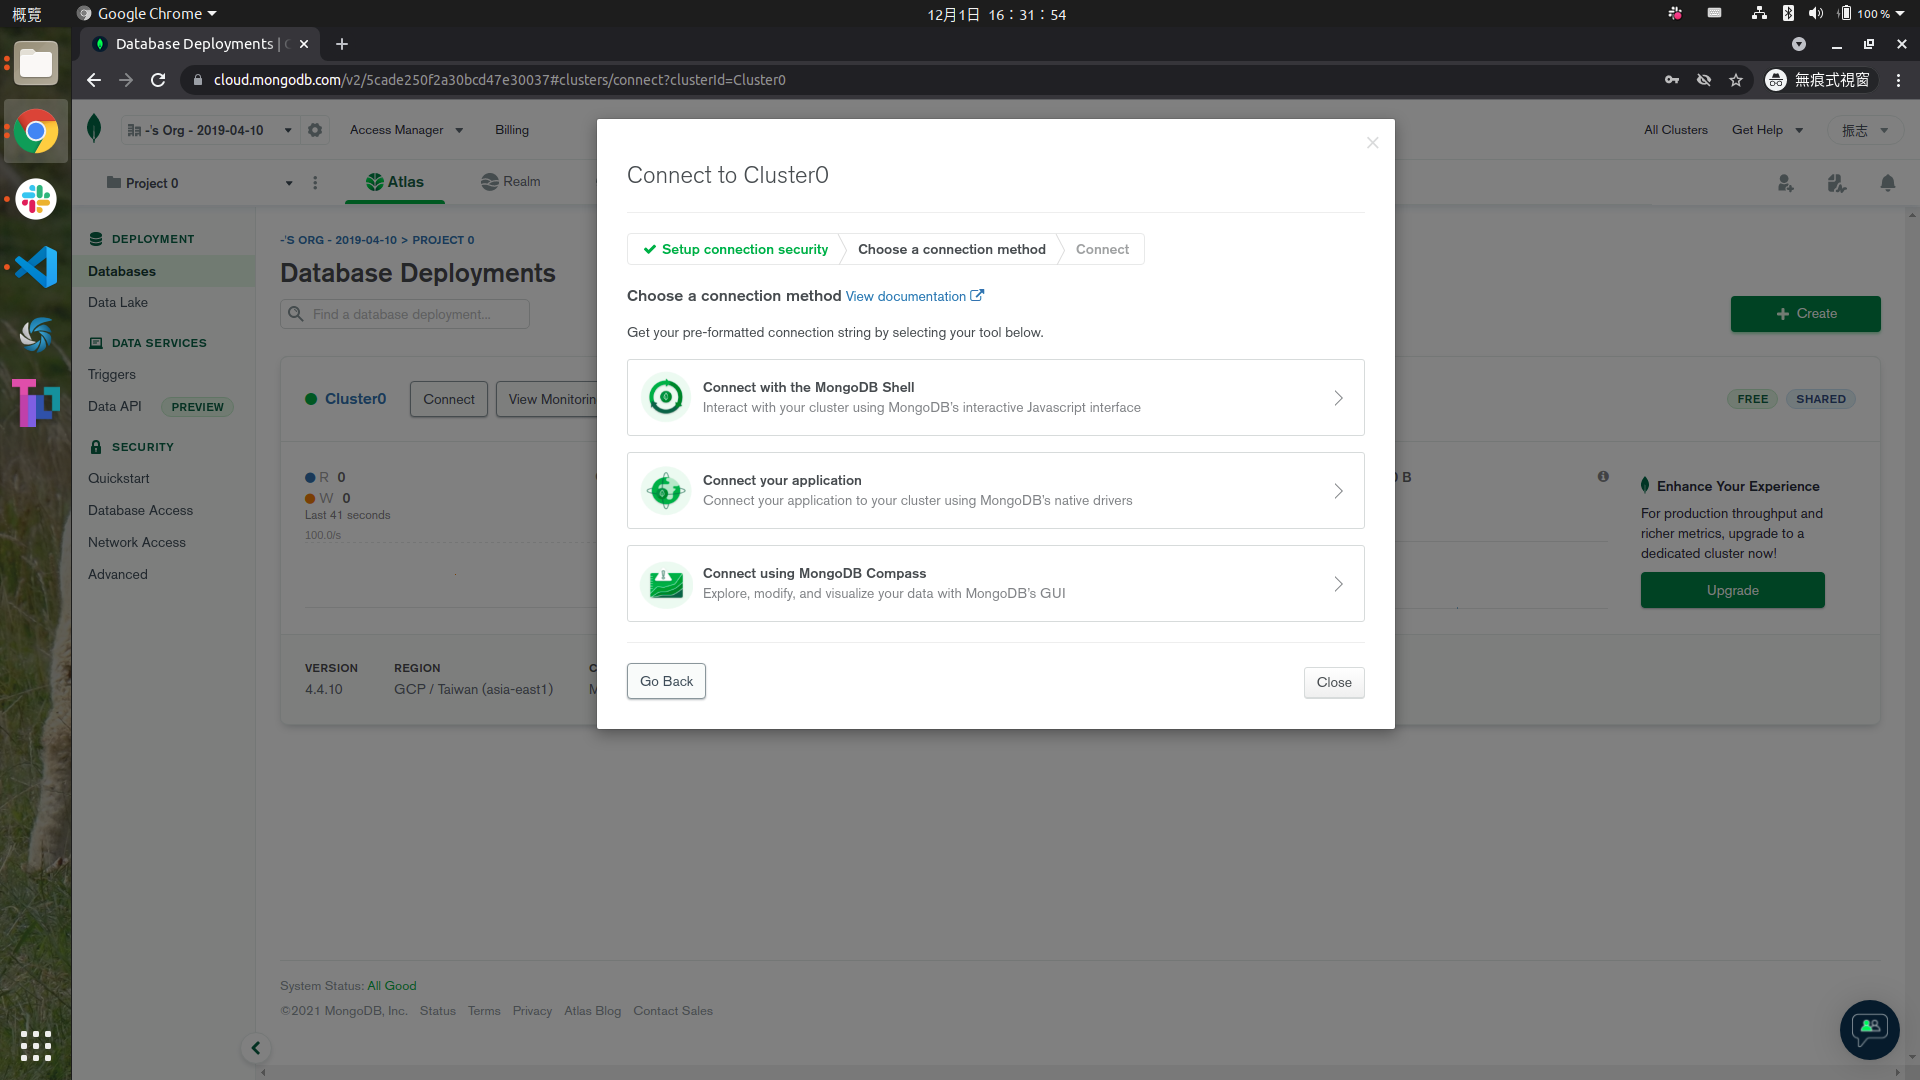 概覽
Google Chrome
12月1日 16：31：54
100 %
Database Deployments |
cloud.mongodb.com/v2/5cade250f2a30bcd47e30037#clusters/connect?clusterId=Cluster0
無痕式視窗
-'s Org - 2019-04-10
Access Manager
Billing
All Clusters
Get Help
振志
Project 0
Atlas
Realm
DEPLOYMENT
Databases
Data Lake
DATA SERVICES
Triggers
Data API PREVIEW
SECURITY
Quickstart
Database Access
Network Access
Advanced
-'S ORG - 2019-04-10 > PROJECT 0
Database Deployments
Find a database deployment...
+ Create
Cluster0
Connect
View Monitorin
FREE
SHARED
R 0
W 0
Last 41 seconds
100.0/s
B
Enhance Your Experience
For production throughput and
richer metrics, upgrade to a
dedicated cluster now!
Upgrade
VERSION
4.4.10
REGION
GCP / Taiwan (asia-east1)
C
M
Connect to Cluster0
×
Setup connection security
Choose a connection method
Connect
Choose a connection method View documentation
Get your pre-formatted connection string by selecting your tool below.
Connect with the MongoDB Shell
Interact with your cluster using MongoDB's interactive Javascript interface
Connect your application
Connect your application to your cluster using MongoDB's native drivers
Connect using MongoDB Compass
Explore, modify, and visualize your data with MongoDB's GUI
Go Back
Close
System Status: All Good
©2021 MongoDB, Inc. Status Terms Privacy Atlas Blog Contact Sales